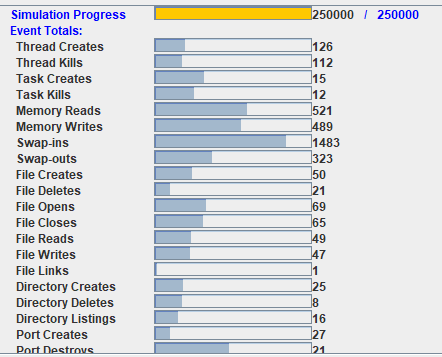 Simulation Progress 250000 / 250000
Event Totals:
Thread Creates 126
Thread Kills 112
Task Creates 15
Task Kills 12
Memory Reads 521
Memory Writes 489
Swap-ins 1483
Swap-outs 323
File Creates 50
File Deletes 21
File Opens 69
File Closes 65
File Reads 49
File Writes 47
File Links 1
Directory Creates 25
Directory Deletes 8
Directory Listings 16
Port Creates 27
Port Destroys 21